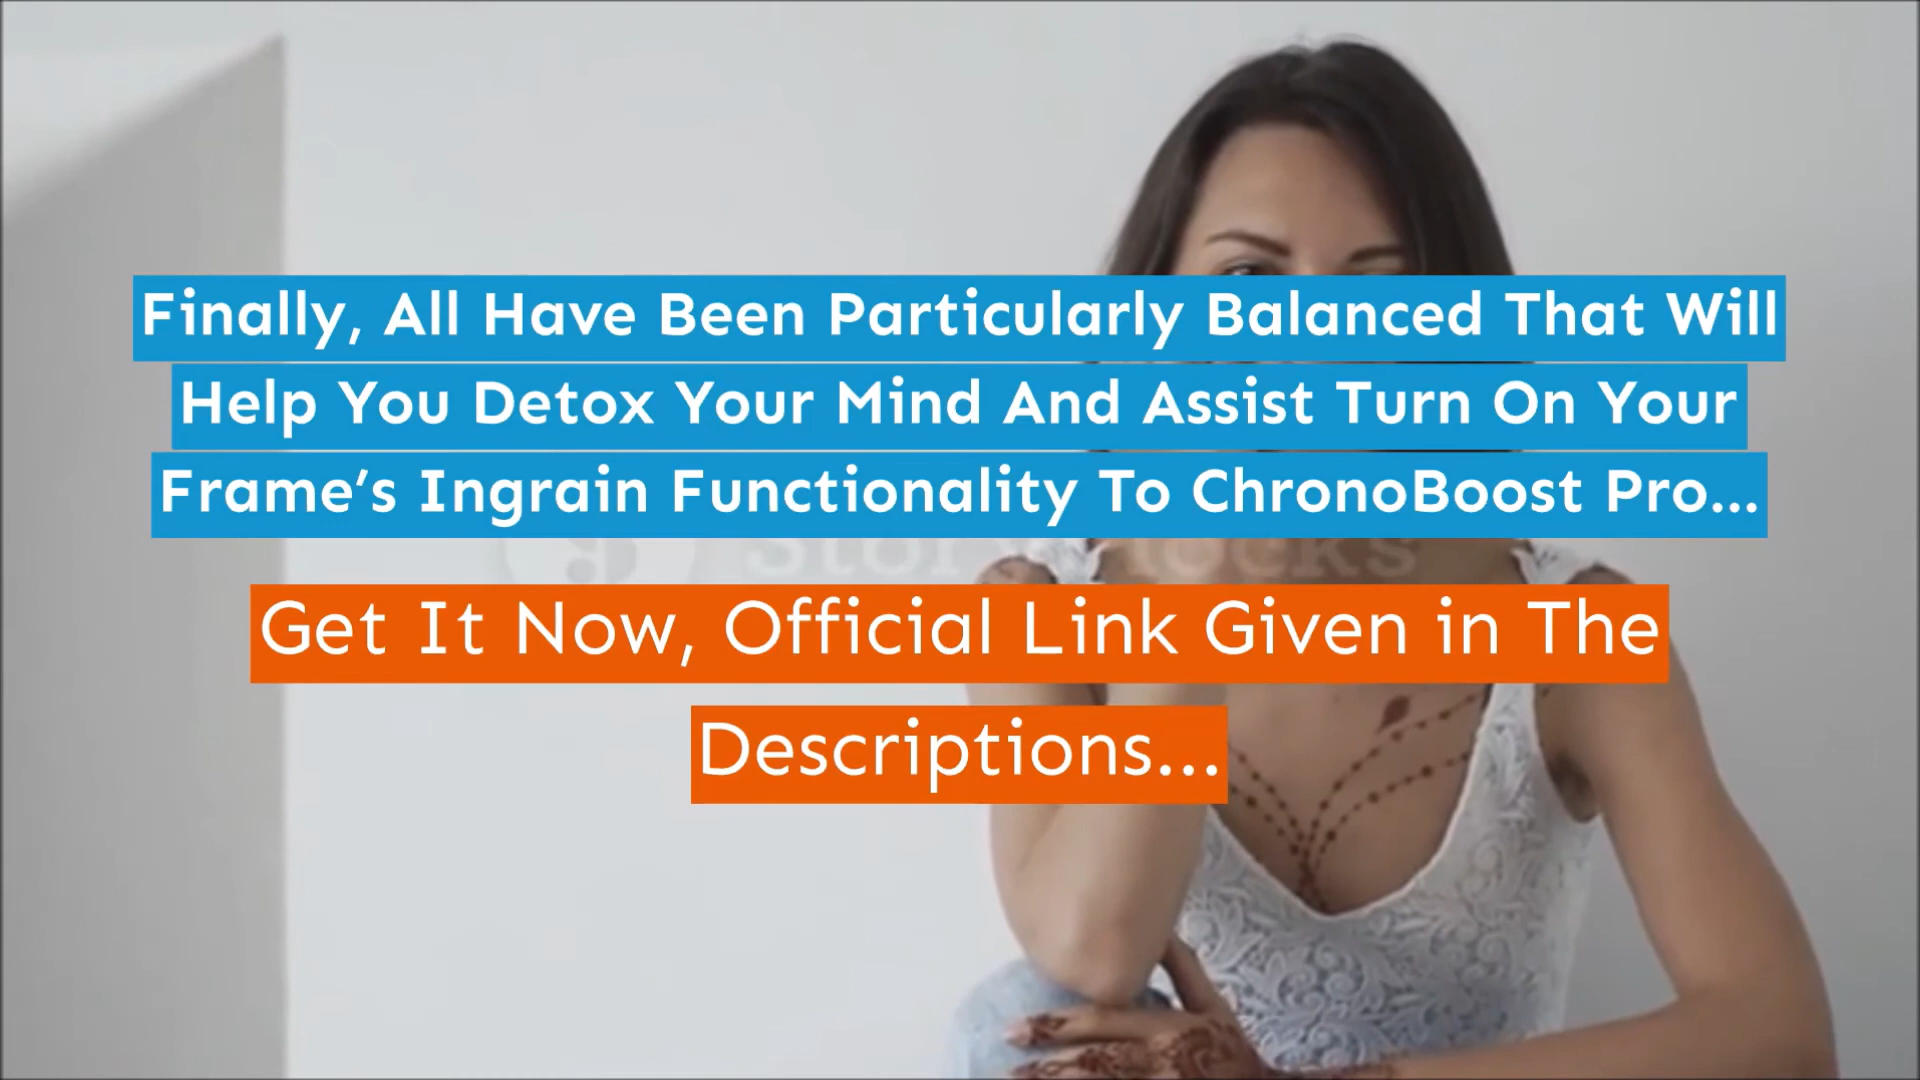 Finally, All Have Been Particularly Balanced That Will
Help You Detox Your Mind And Assist Turn On Your
Frame’s Ingrain Functionality To ChronoBoost Pro...
Get It Now, Official Link Given in The
Descriptions...